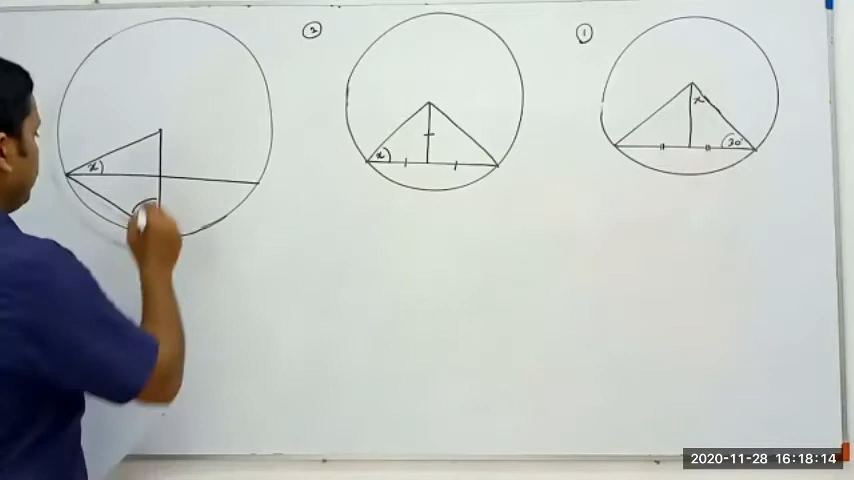 ②
①
x
x
x
30°
2020-11-28 16:18:14